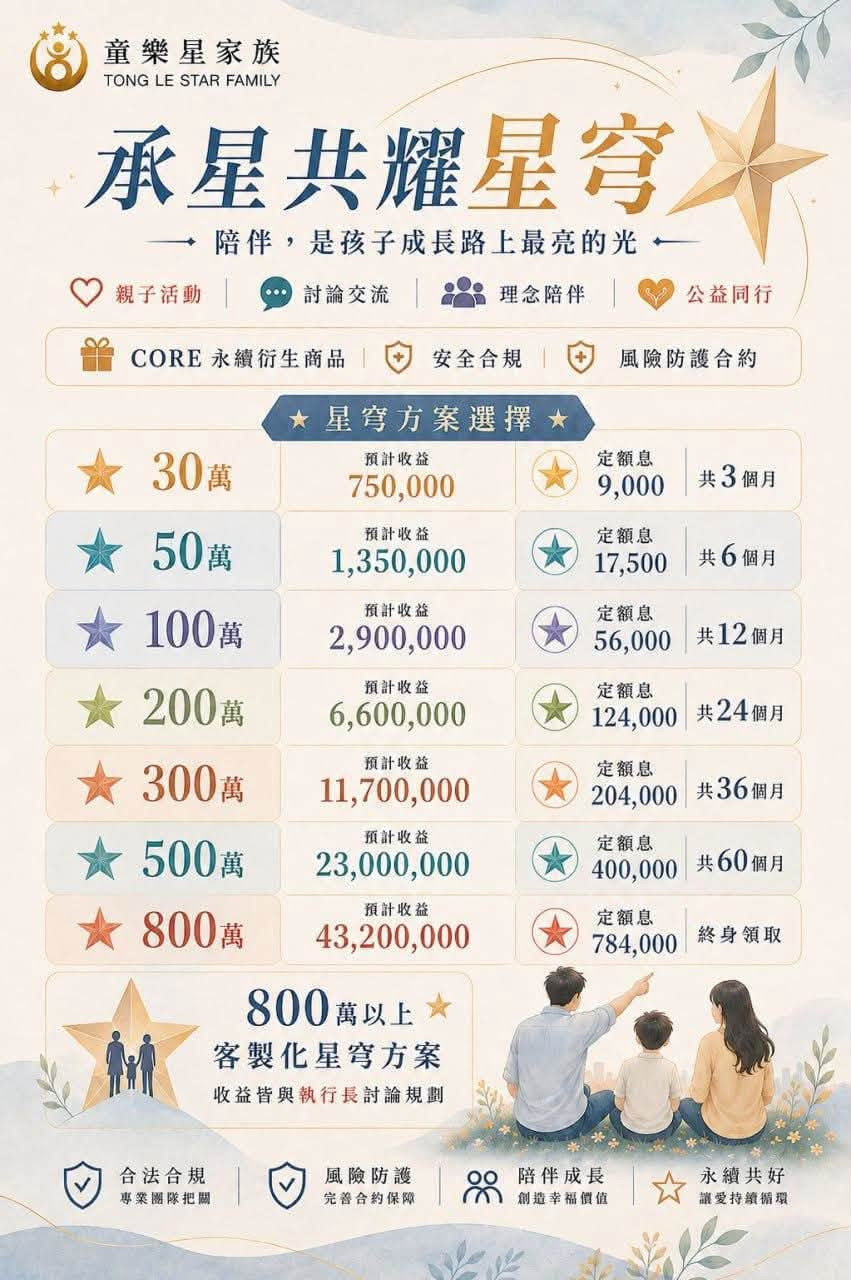 童樂星家族
TONG LE STAR FAMILY
承星共耀星穹
陪伴，是孩子成長路上最亮的光
親子活動 討論交流 理念陪伴 公益同行
CORE 永續衍生商品 安全合規 風險防護合約
星穹方案選擇
30萬 預計收益 750,000 定額息 9,000 共3個月
50萬 預計收益 1,350,000 定額息 17,500 共6個月
100萬 預計收益 2,900,000 定額息 56,000 共12個月
200萬 預計收益 6,600,000 定額息 124,000 共24個月
300萬 預計收益 11,700,000 定額息 204,000 共36個月
500萬 預計收益 23,000,000 定額息 400,000 共60個月
800萬 預計收益 43,200,000 定額息 784,000 終身領取
800萬以上
客製化星穹方案
收益皆與執行長討論規劃
合法合規 風險防護 陪伴成長 永續共好
專業團隊把關 完善合約保障 創造幸福價值 讓愛持續循環